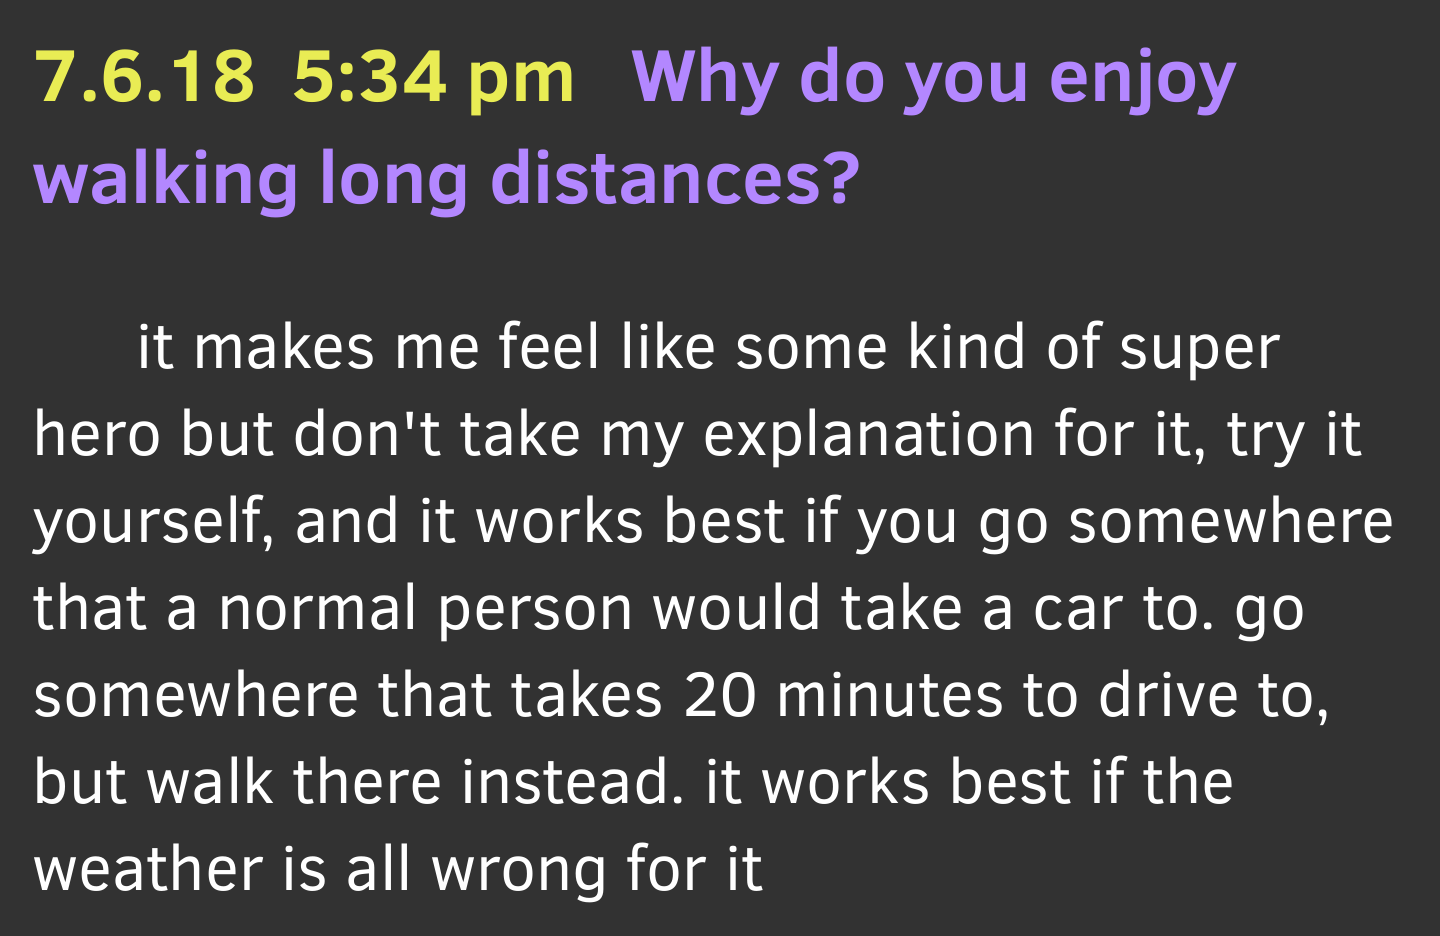 7.6.18 5:34 pm Why do you enjoy
walking long distances?
it makes me feel like some kind of super
hero but don't take my explanation for it, try it
yourself, and it works best if you go somewhere
that a normal person would take a car to. go
somewhere that takes 20 minutes to drive to,
but walk there instead. it works best if the
weather is all wrong for it